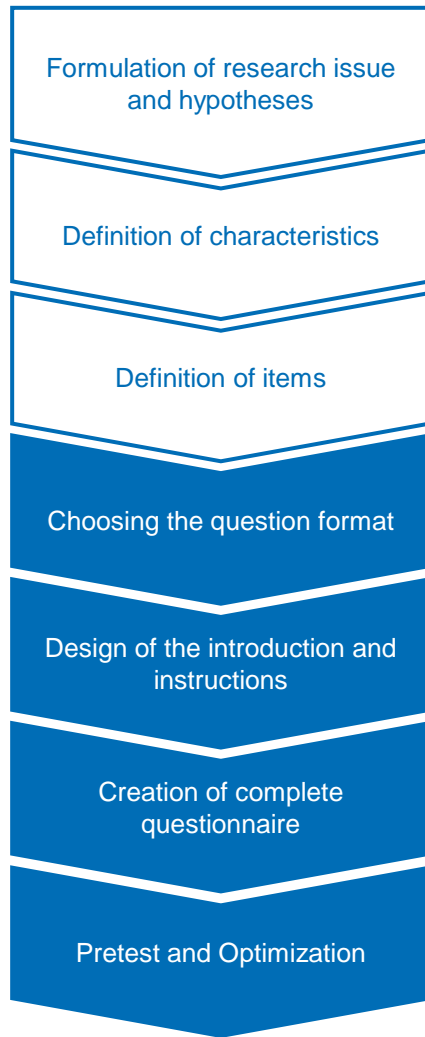 Formulation of research issue
and hypotheses
Definition of characteristics
Definition of items
Choosing the question format
Design of the introduction and
instructions
Creation of complete
questionnaire
Pretest and Optimization